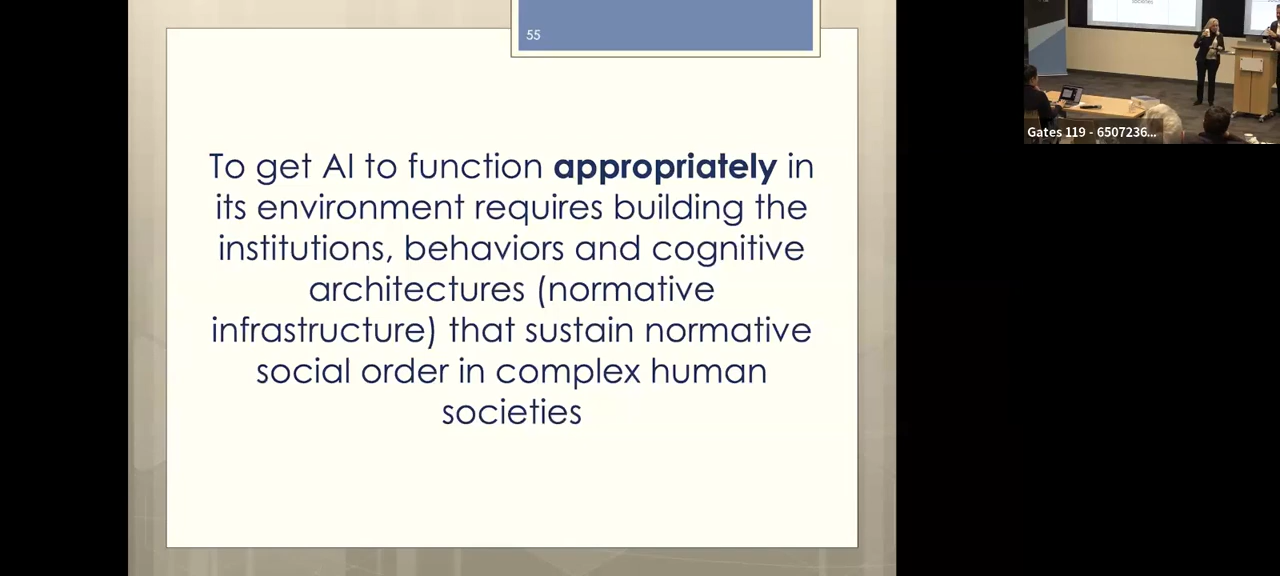 55
To get AI to function appropriately in
its environment requires building the
institutions, behaviors and cognitive
architectures (normative
infrastructure) that sustain normative
social order in complex human
societies
societies
Gates 119 - 6507236...